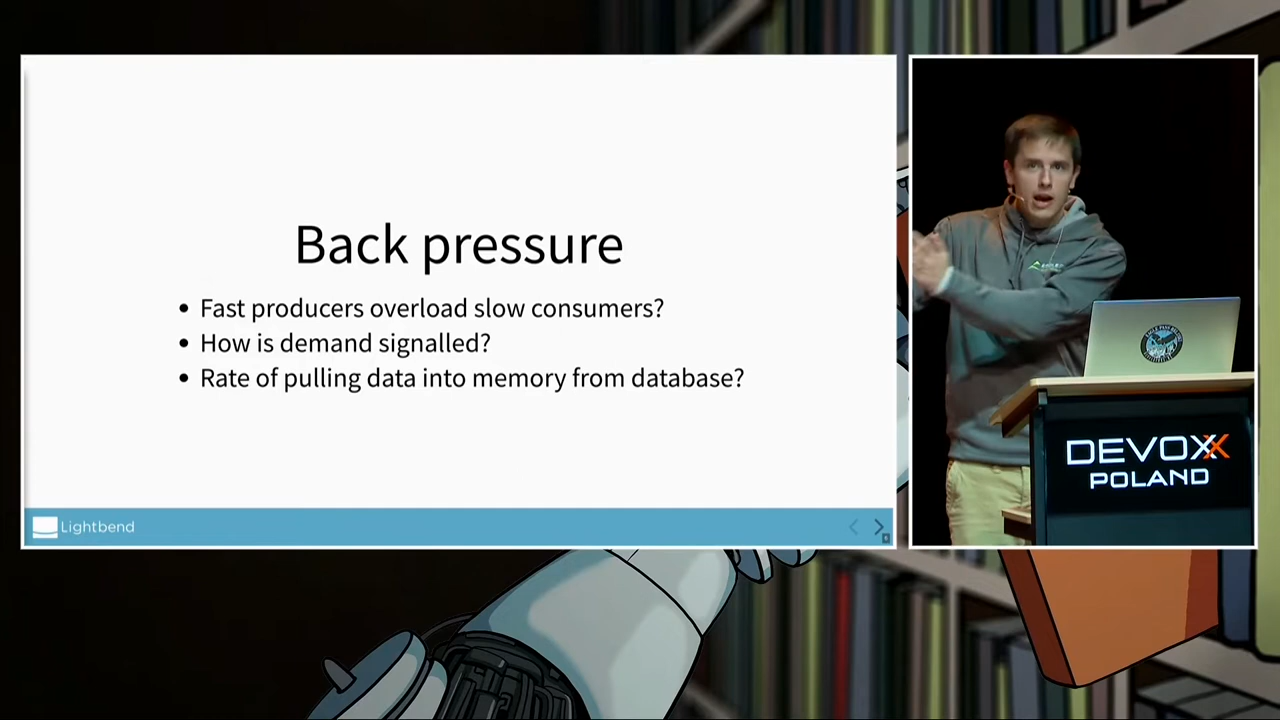 Back pressure
• Fast producers overload slow consumers?
• How is demand signalled?
• Rate of pulling data into memory from database?
Lightbend
DEVOXX
POLAND